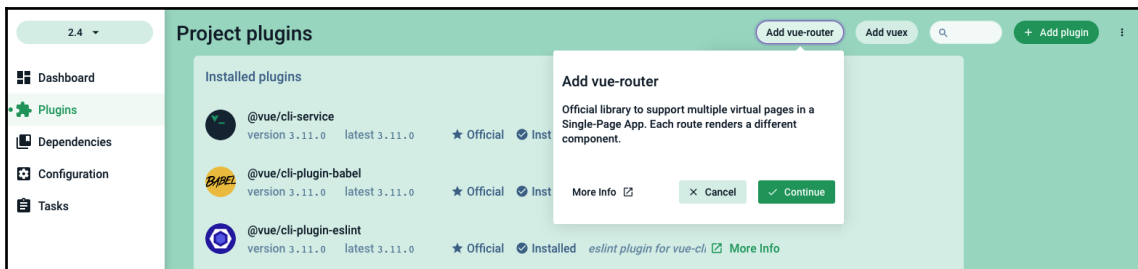 2.4
Project plugins
Add vue-router
Add vuex
+ Add plugin
Dashboard
Plugins
Dependencies
Configuration
Tasks
Installed plugins
@vue/cli-service
version 3.11.0 latest 3.11.0 Official Inst
BABEL
@vue/cli-plugin-babel
version 3.11.0 latest 3.11.0 Official Inst
@vue/cli-plugin-eslint
version 3.11.0 latest 3.11.0 Official Installed eslint plugin for vue-cli More Info
Add vue-router
Official library to support multiple virtual pages in a
Single-Page App. Each route renders a different
component.
More Info
Cancel
Continue